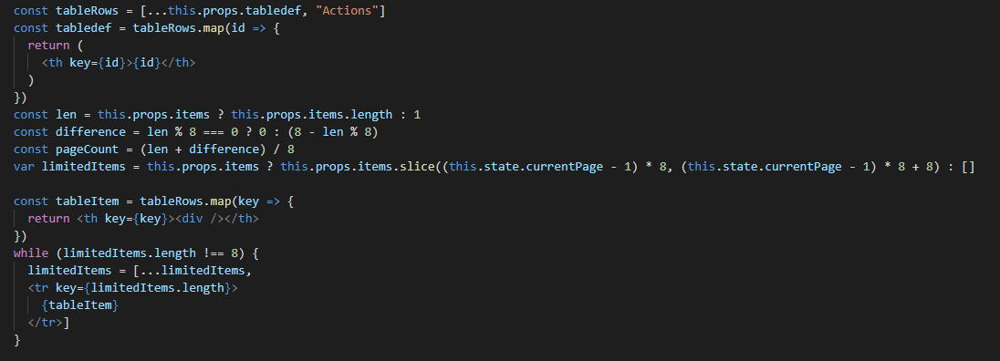 const tableRows = [...this.props.tabledef, "Actions"]
const tabledef = tableRows.map(id => {
  return (
    <th key={id}>{id}</th>
  )
})
const len = this.props.items ? this.props.items.length : 1
const difference = len % 8 === 0 ? 0 : (8 - len % 8)
const pageCount = (len + difference) / 8
var limitedItems = this.props.items ? this.props.items.slice((this.state.currentPage - 1) * 8, (this.state.currentPage - 1) * 8 + 8) : []

const tableItem = tableRows.map(key => {
  return <th key={key}><div /></th>
})
while (limitedItems.length !== 8) {
  limitedItems = [...limitedItems,
  <tr key={limitedItems.length}>
    {tableItem}
  </tr>]
}